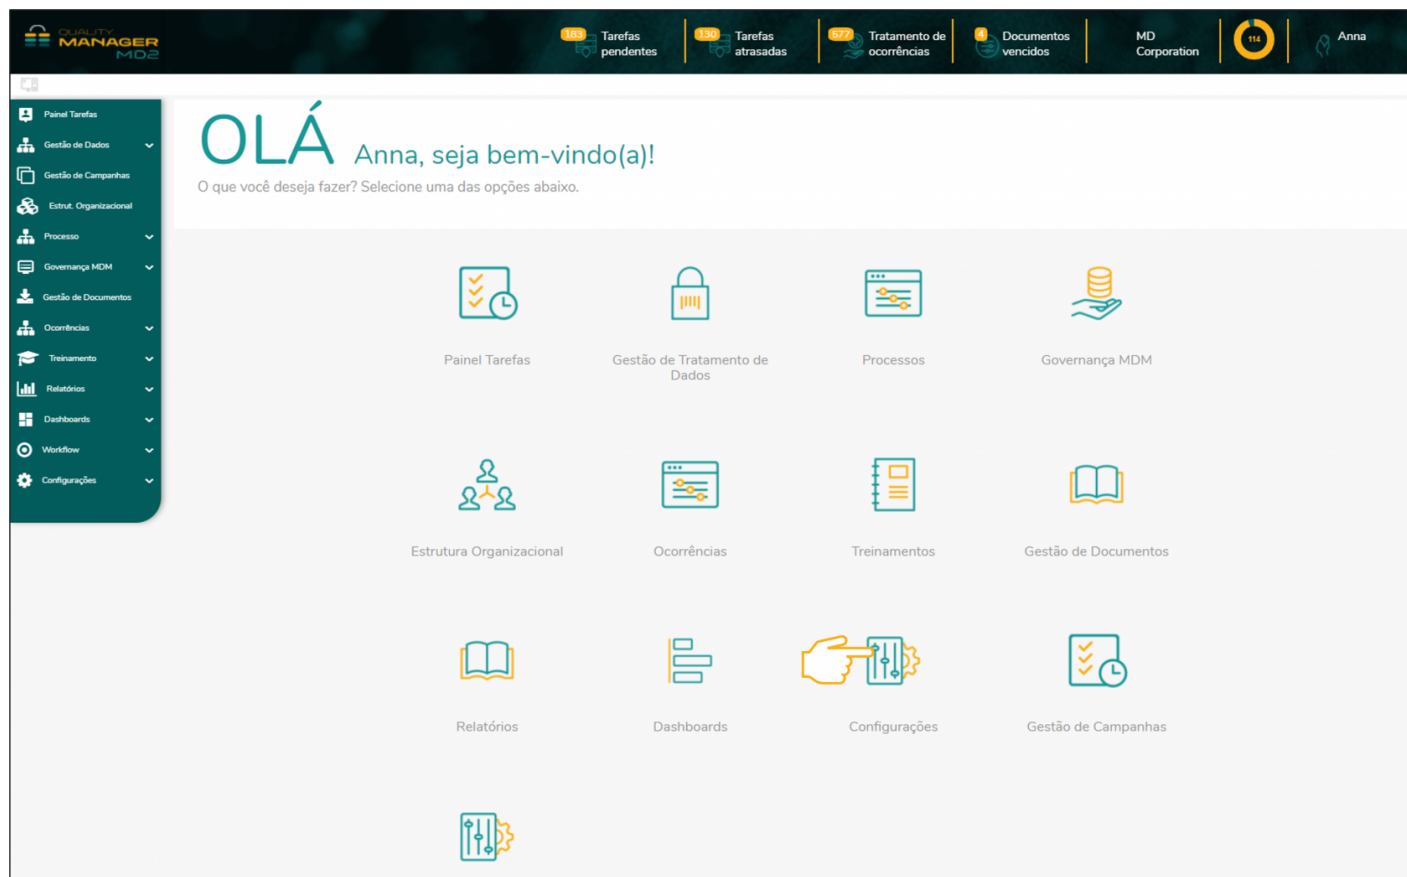 QUALITY
MANAGER
MD2
183
Tarefas
pendentes
130
Tarefas
atrasadas
577
Tratamento de
ocorrências
4
Documentos
vencidos
MD
Corporation
114
Anna
Painel Tarefas
Gestão de Dados
Gestão de Campanhas
Estrut. Organizacional
Processo
Governança MDM
Gestão de Documentos
Ocorrências
Treinamento
Relatórios
Dashboards
Workflow
Configurações
OLÁ Anna, seja bem-vindo(a)!
O que você deseja fazer? Selecione uma das opções abaixo.
Painel Tarefas
Gestão de Tratamento de
Dados
Processos
Governança MDM
Estrutura Organizacional
Ocorrências
Treinamentos
Gestão de Documentos
Relatórios
Dashboards
Configurações
Gestão de Campanhas